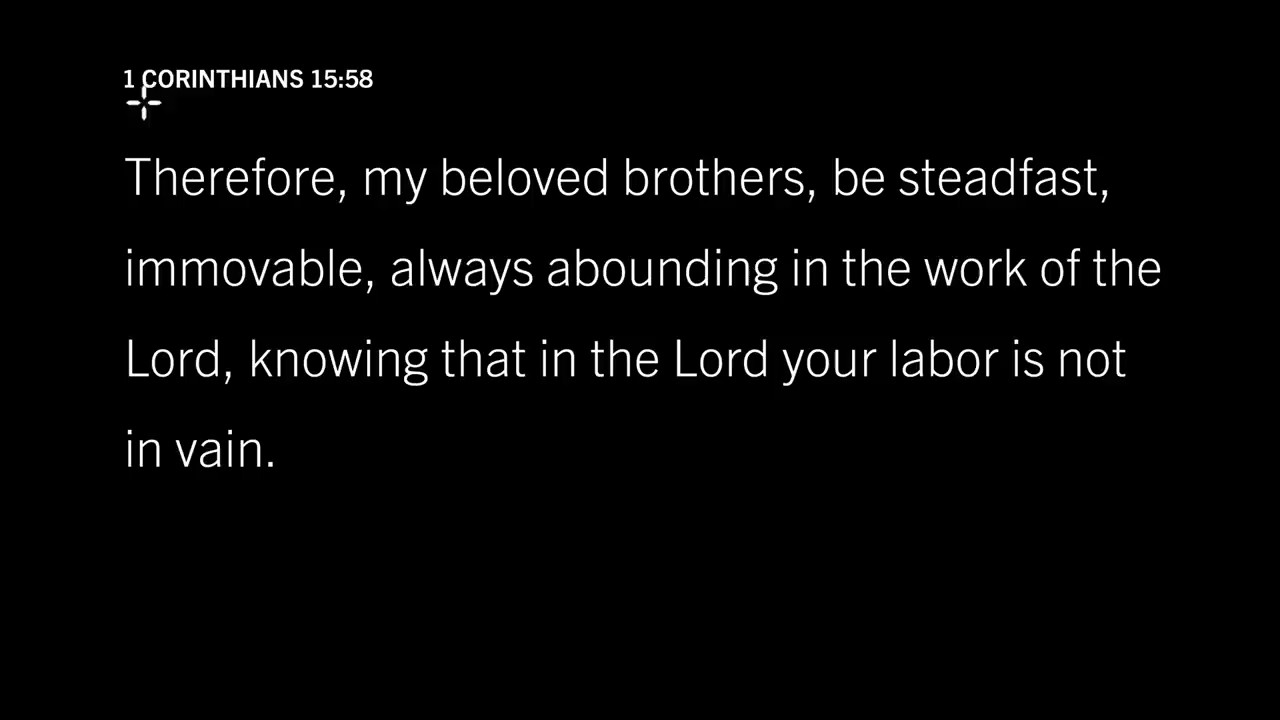 1 CORINTHIANS 15:58
Therefore, my beloved brothers, be steadfast,
immovable, always abounding in the work of the
Lord, knowing that in the Lord your labor is not
in vain.